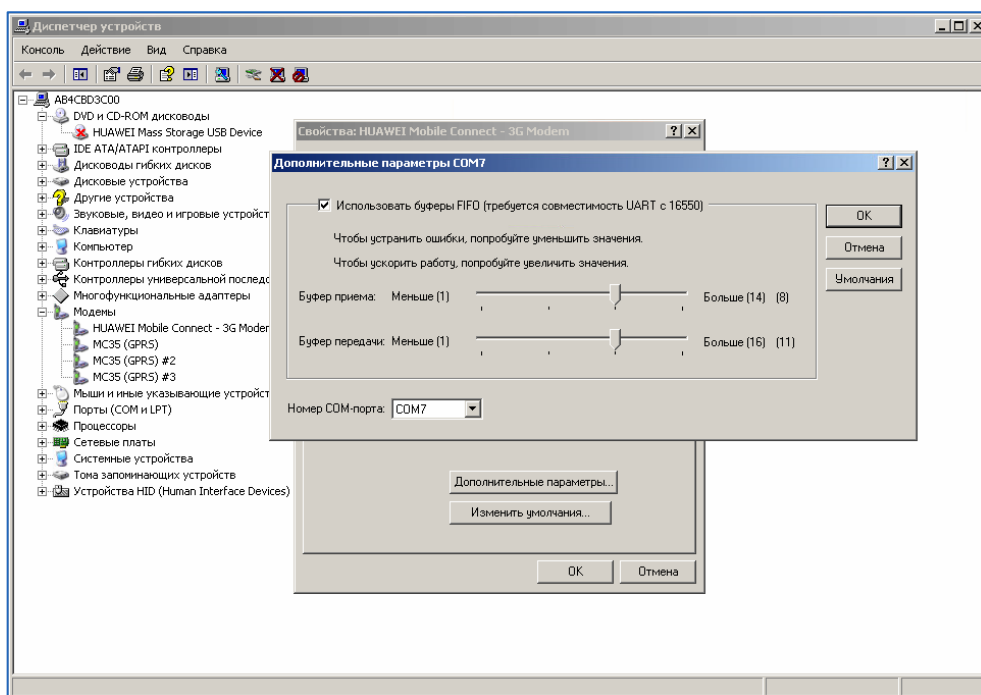 Диспетчер устройств
Консоль Действие Вид Справка
AB4CBD3C00
DVD и CD-ROM дисководы
HUAWEI Mass Storage USB Device
IDE ATA/ATAPI контроллеры
Дисководы гибких дисков
Дисковые устройства
Другие устройства
Звуковые, видео и игровые устройст
Клавиатуры
Компьютер
Контроллеры гибких дисков
Контроллеры универсальной последо
Многофункциональные адаптеры
Модемы
HUAWEI Mobile Connect - 3G Moder
MC35 (GPRS)
MC35 (GPRS) #2
MC35 (GPRS) #3
Мыши и иные указывающие устройст
Порты (COM и LPT)
Процессоры
Сетевые платы
Системные устройства
Тома запоминающих устройств
Устройства HID (Human Interface Devices)
Свойства: HUAWEI Mobile Connect - 3G Modem
Дополнительные параметры COM7
Использовать буферы FIFO (требуется совместимость UART с 16550)
Чтобы устранить ошибки, попробуйте уменьшить значения.
Чтобы ускорить работу, попробуйте увеличить значения.
Буфер приема: Меньше (1) Больше (14) (8)
Буфер передачи: Меньше (1) Больше (16) (11)
Номер COM-порта: COM7
OK
Отмена
Умолчания
Дополнительные параметры...
Изменить умолчания...
OK Отмена